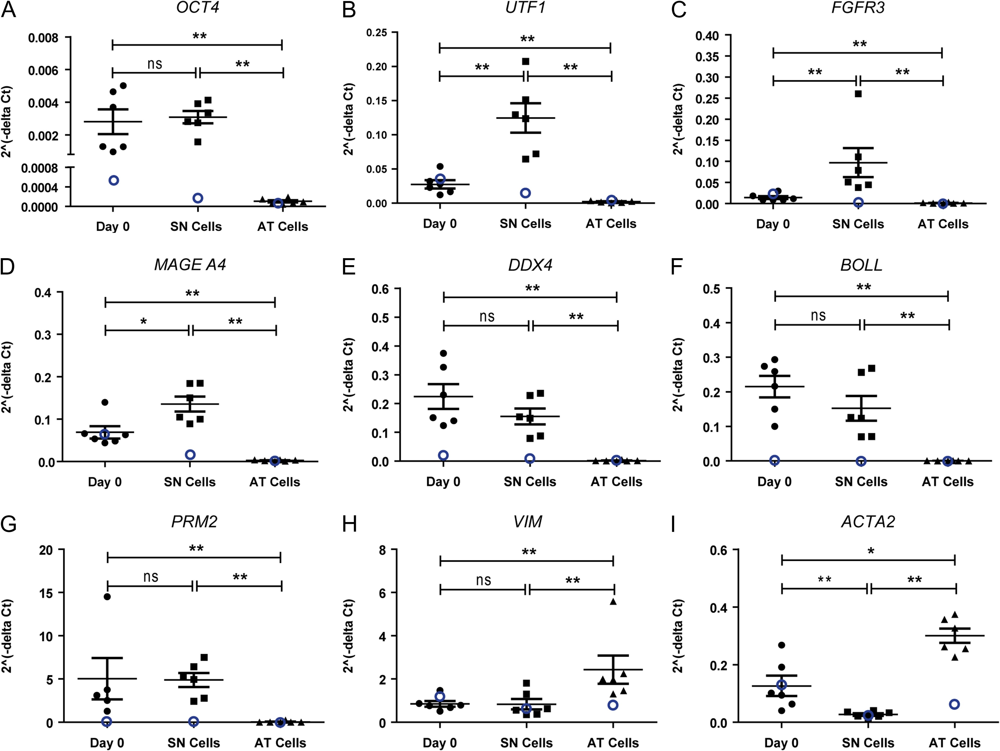 A
OCT4
2^(-delta Ct)
0.008
0.006
0.004
0.002
0.0008
0.0004
0.0000
**
ns
**
Day 0
SN Cells
AT Cells
B
UTF1
2^(-delta Ct)
0.25
0.20
0.15
0.10
0.05
0.00
**
**
**
Day 0
SN Cells
AT Cells
C
FGFR3
2^(-delta Ct)
0.40
0.35
0.30
0.25
0.20
0.15
0.10
0.05
0.00
**
**
**
Day 0
SN Cells
AT Cells
D
MAGE A4
2^(-delta Ct)
0.4
0.3
0.2
0.1
0.0
**
*
**
Day 0
SN Cells
AT Cells
E
DDX4
2^(-delta Ct)
0.6
0.5
0.4
0.3
0.2
0.1
0.0
**
ns
**
Day 0
SN Cells
AT Cells
F
BOLL
2^(-delta Ct)
0.5
0.4
0.3
0.2
0.1
0.0
**
ns
**
Day 0
SN Cells
AT Cells
G
PRM2
2^(-delta Ct)
20
15
10
5
0
**
ns
**
Day 0
SN Cells
AT Cells
H
VIM
2^(-delta Ct)
8
6
4
2
0
**
ns
**
Day 0
SN Cells
AT Cells
I
ACTA2
2^(-delta Ct)
0.6
0.4
0.2
0.0
*
**
**
Day 0
SN Cells
AT Cells